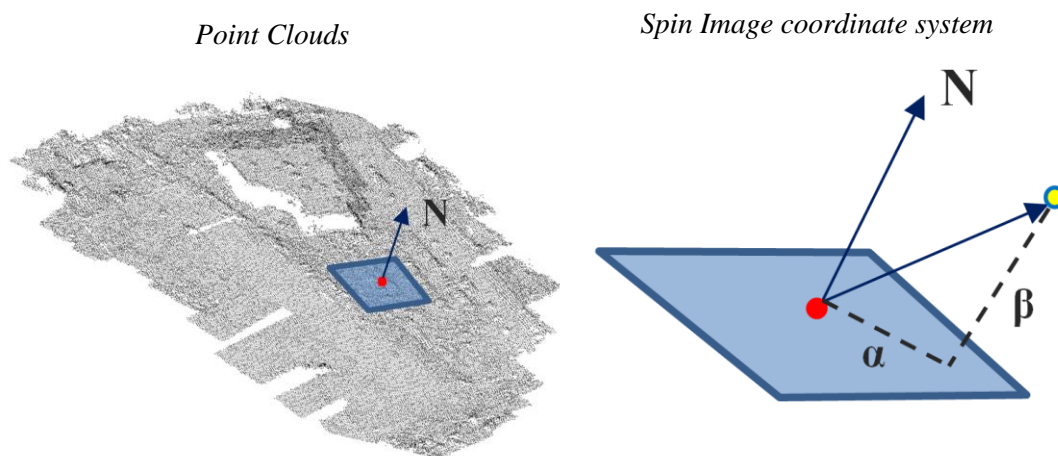 Point Clouds
Spin Image coordinate system
N
N
α
β